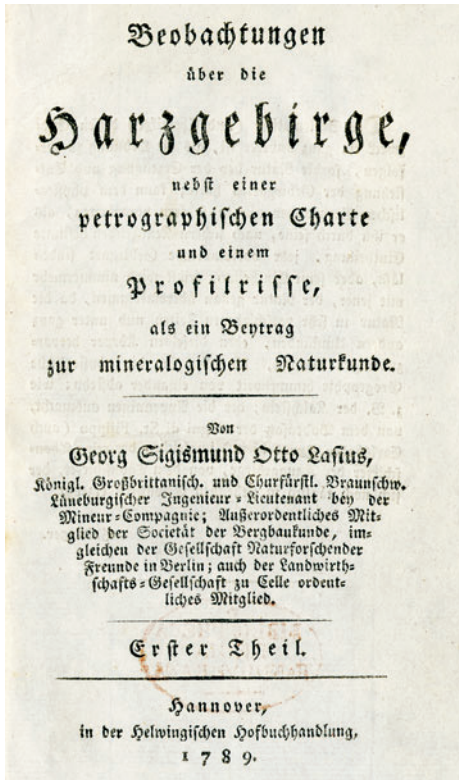 Beobachtungen
über die
Harzgebirge,
nebst einer
petrographischen Charte
und einem
Profilrisse,
als ein Beytrag
zur mineralogischen Naturkunde.
Von
Georg Sigismund Otto Lasius,
Königl. Großbrittanisch. und Churfürstl. Braunschw.
Lüneburgischer Ingenieur-Lieutenant bey der
Mineur-Compagnie; Außerordentliches Mit-
glied der Societät der Bergbaukunde, im-
gleichen der Gesellschaft Naturforschender
Freunde in Berlin; auch der Landwirth-
schafts-Gesellschaft zu Celle ordent-
liches Mitglied.
Erster Theil.
Hannover,
in der Helwingischen Hofbuchhandlung,
1789.